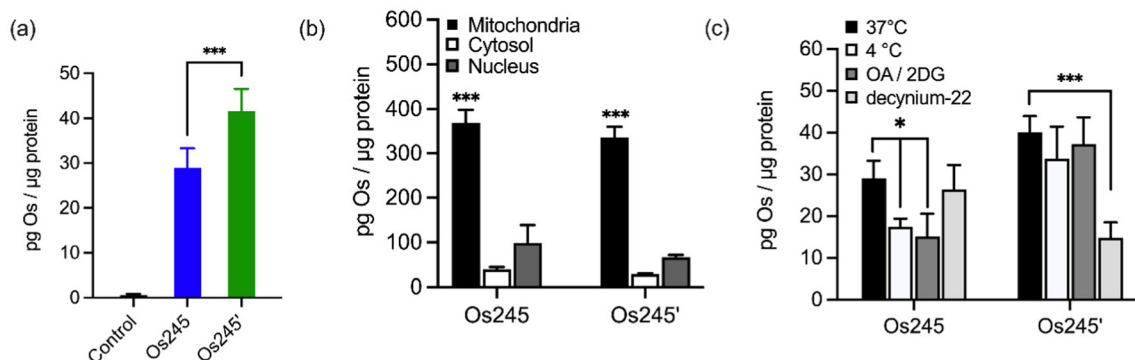 (a)
pg Os / µg protein
50
40
30
20
10
0
***
Control
Os245
Os245'
(b)
pg Os / µg protein
600
500
400
300
200
100
0
Mitochondria
Cytosol
Nucleus
***
***
Os245
Os245'
(c)
pg Os / µg protein
60
50
40
30
20
10
0
37°C
4 °C
OA / 2DG
decynium-22
*
***
Os245
Os245'